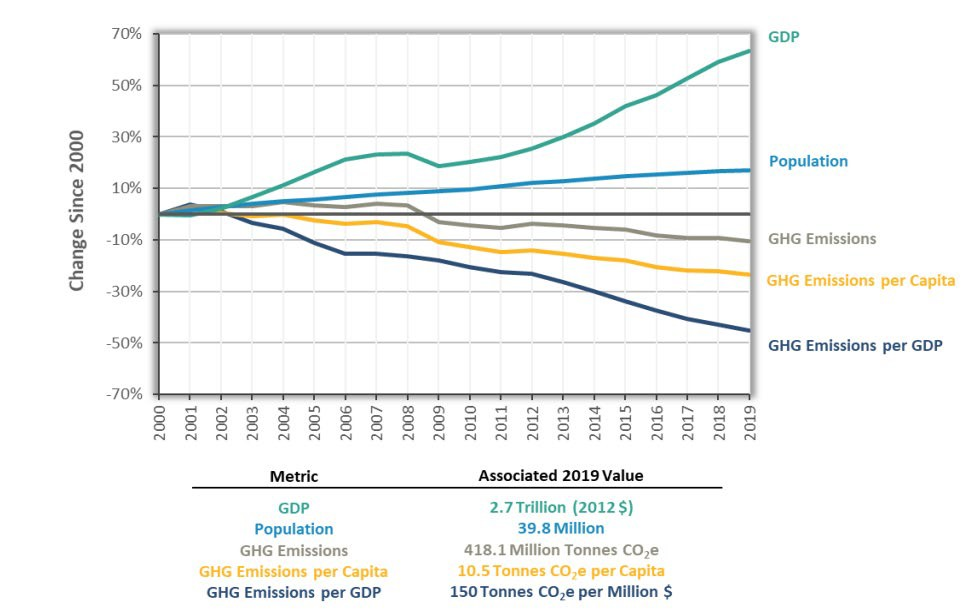 70%
GDP
50%
30%
Population
10%
-10%
GHG Emissions
GHG Emissions per Capita
-30%
GHG Emissions per GDP
-50%
-70%
Change Since 2000
2000 2001 2002 2003 2004 2005 2006 2007 2008 2009 2010 2011 2012 2013 2014 2015 2016 2017 2018 2019
Metric Associated 2019 Value
GDP 2.7 Trillion (2012 $)
Population 39.8 Million
GHG Emissions 418.1 Million Tonnes CO₂e
GHG Emissions per Capita 10.5 Tonnes CO₂e per Capita
GHG Emissions per GDP 150 Tonnes CO₂e per Million $